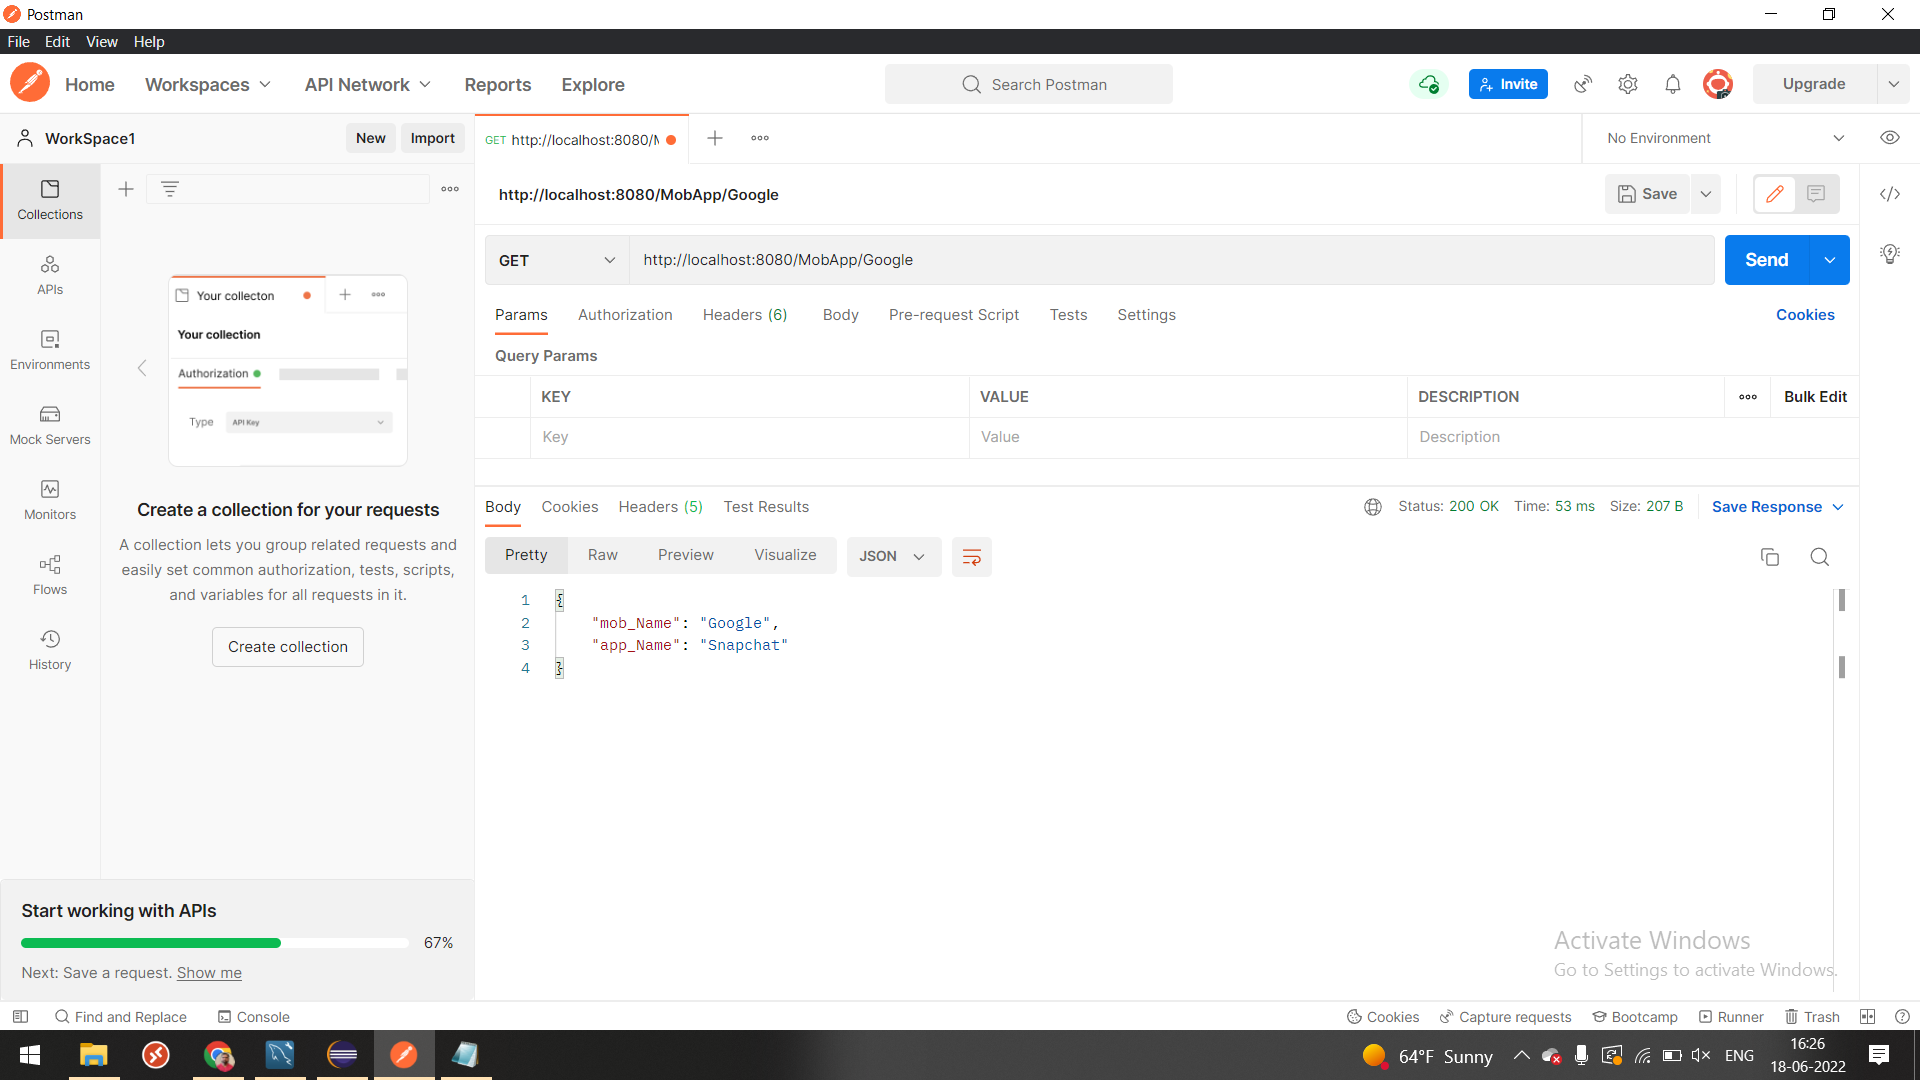 Postman
File Edit View Help
Home Workspaces API Network Reports Explore
Search Postman
Invite
Upgrade
WorkSpace1
New Import
GET http://localhost:8080/M
No Environment
Collections
APIs
Environments
Mock Servers
Monitors
Flows
History
Your collecton
Your collection
Authorization
Type API Key
Create a collection for your requests
A collection lets you group related requests and
easily set common authorization, tests, scripts,
and variables for all requests in it.
Create collection
Start working with APIs
67%
Next: Save a request. Show me
http://localhost:8080/MobApp/Google
Save
GET http://localhost:8080/MobApp/Google
Send
Params Authorization Headers (6) Body Pre-request Script Tests Settings
Cookies
Query Params
KEY VALUE DESCRIPTION Bulk Edit
Key Value Description
Body Cookies Headers (5) Test Results
Status: 200 OK Time: 53 ms Size: 207 B Save Response
Pretty Raw Preview Visualize JSON
1 {
2 "mob_Name": "Google",
3 "app_Name": "Snapchat"
4 }
Activate Windows
Go to Settings to activate Windows.
Find and Replace Console
Cookies Capture requests Bootcamp Runner Trash
64°F Sunny
ENG
16:26
18-06-2022